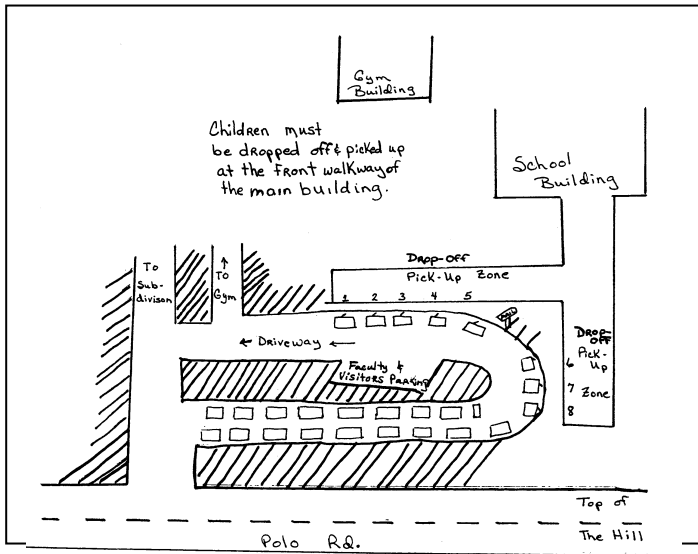 Gym
Building
Children must
be dropped off & picked up
at the front walkway of
the main building.
School
Building
To
Sub-
divison
↑
To
Gym
Drop-off
Pick-Up Zone
1 2 3 4 5
← Driveway ←
Faculty &
Visitors Parking
Drop-
off
Pick-
Up
Zone
6
7
8
Top of
The Hill
Polo Rd.